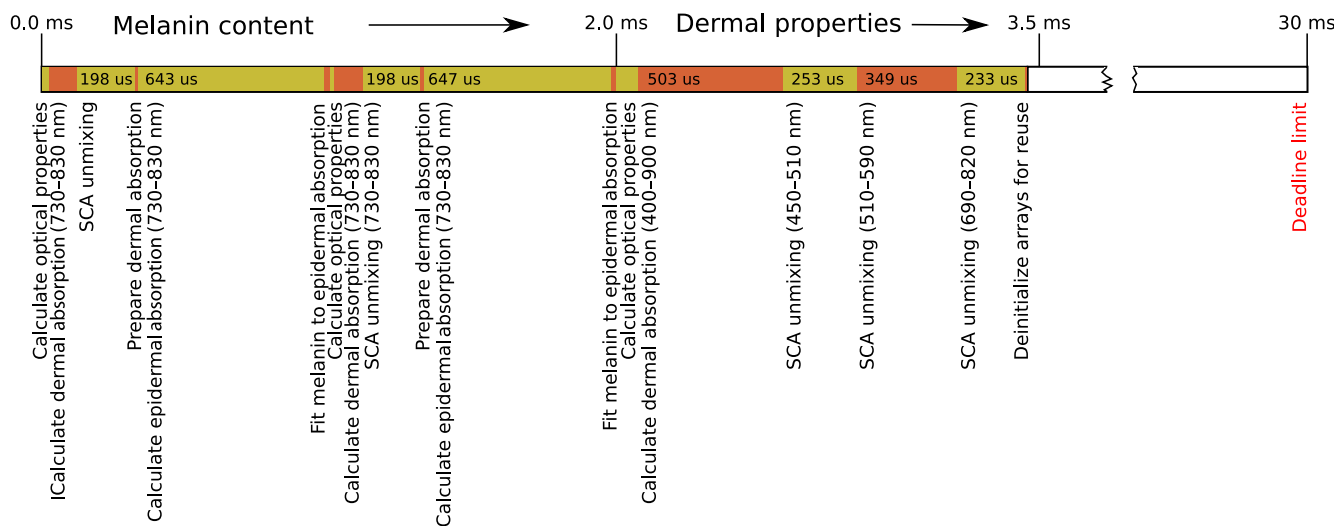 0.0 ms
Melanin content
2.0 ms
Dermal properties
3.5 ms
30 ms
198 us
643 us
198 us
647 us
503 us
253 us
349 us
233 us
Calculate optical properties
ICalculate dermal absorption (730–830 nm)
SCA unmixing
Prepare dermal absorption
Calculate epidermal absorption (730–830 nm)
Fit melanin to epidermal absorption
Calculate optical properties
Calculate dermal absorption (730–830 nm)
SCA unmixing (730–830 nm)
Prepare dermal absorption
Calculate epidermal absorption (730–830 nm)
Fit melanin to epidermal absorption
Calculate optical properties
Calculate dermal absorption (400–900 nm)
SCA unmixing (450–510 nm)
SCA unmixing (510–590 nm)
SCA unmixing (690–820 nm)
Deinitialize arrays for reuse
Deadline limit